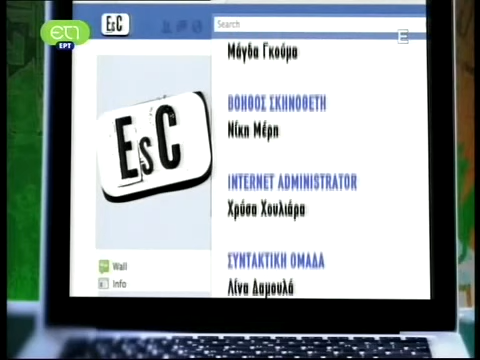 ετ1
ΕΡΤ
EsC
Search
E
Μάγδα Γκούμα
ΒΟΗΘΟΣ ΣΚΗΝΟΘΕΤΗ
Νίκη Μέρη
EsC
INTERNET ADMINISTRATOR
Χρύσα Χουλιάρα
Wall
Info
ΣΥΝΤΑΚΤΙΚΗ ΟΜΑΔΑ
Λίνα Δαμουλά